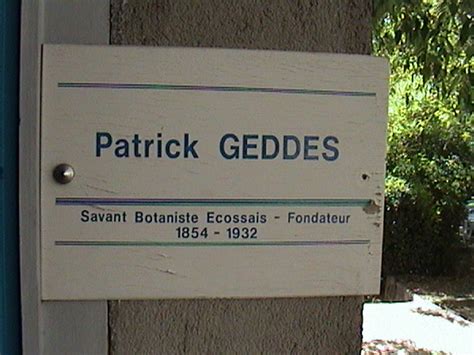 Patrick GEDDES
Savant Botaniste Ecossais - Fondateur
1854 - 1932